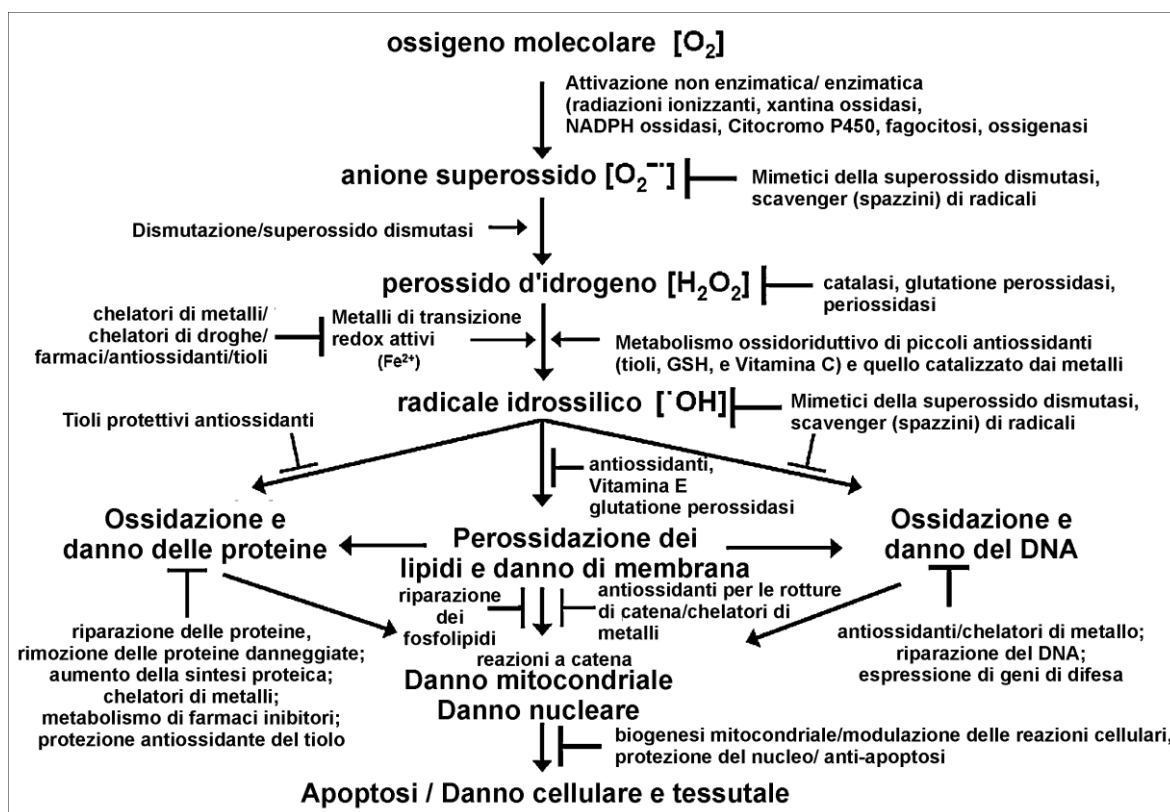 ossigeno molecolare [O₂]
Attivazione non enzimatica/ enzimatica
(radiazioni ionizzanti, xantina ossidasi,
NADPH ossidasi, Citocromo P450, fagocitosi, ossigenasi
anione superossido [O₂⁻˙]
Mimetici della superossido dismutasi,
scavenger (spazzini) di radicali
Dismutazione/superossido dismutasi
perossido d'idrogeno [H₂O₂]
catalasi, glutatione perossidasi,
periossidasi
chelatori di metalli/
chelatori di droghe/
farmaci/antiossidanti/tioli
Metalli di transizione
redox attivi
(Fe²⁺)
Metabolismo ossidoriduttivo di piccoli antiossidanti
(tioli, GSH, e Vitamina C) e quello catalizzato dai metalli
radicale idrossilico [˙OH]
Mimetici della superossido dismutasi,
scavenger (spazzini) di radicali
Tioli protettivi antiossidanti
antiossidanti,
Vitamina E
glutatione perossidasi
Ossidazione e
danno delle proteine
Perossidazione dei
lipidi e danno di membrana
Ossidazione e
danno del DNA
riparazione
dei
fosfolipidi
antiossidanti per le rotture
di catena/chelatori di
metalli
riparazione delle proteine,
rimozione delle proteine danneggiate;
aumento della sintesi proteica;
chelatori di metalli;
metabolismo di farmaci inibitori;
protezione antiossidante del tiolo
antiossidanti/chelatori di metallo;
riparazione del DNA;
espressione di geni di difesa
reazioni a catena
Danno mitocondriale
Danno nucleare
biogenesi mitocondriale/modulazione delle reazioni cellulari,
protezione del nucleo/ anti-apoptosi
Apoptosi / Danno cellulare e tessutale